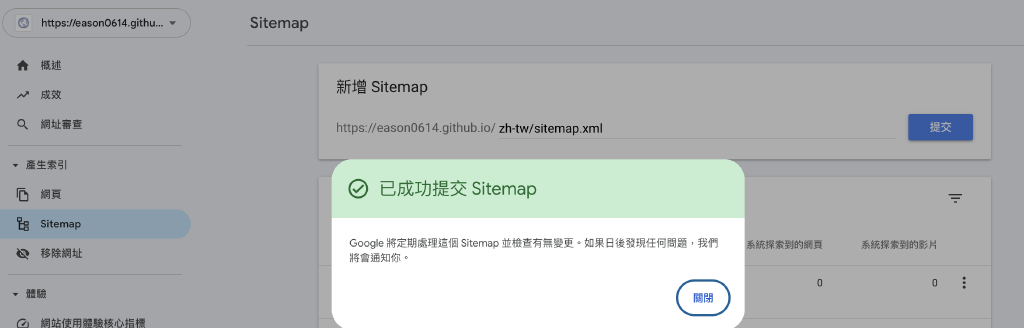 https://eason0614.githu...
Sitemap
概述
成效
網址審查
產生索引
網頁
Sitemap
移除網址
體驗
網站使用體驗核心指標
新增 Sitemap
https://eason0614.github.io/ zh-tw/sitemap.xml
提交
已成功提交 Sitemap
Google 將定期處理這個 Sitemap 並檢查有無變更。如果日後發現任何問題，我們
將會通知你。
關閉
系統探索到的網頁
系統探索到的影片
0
0